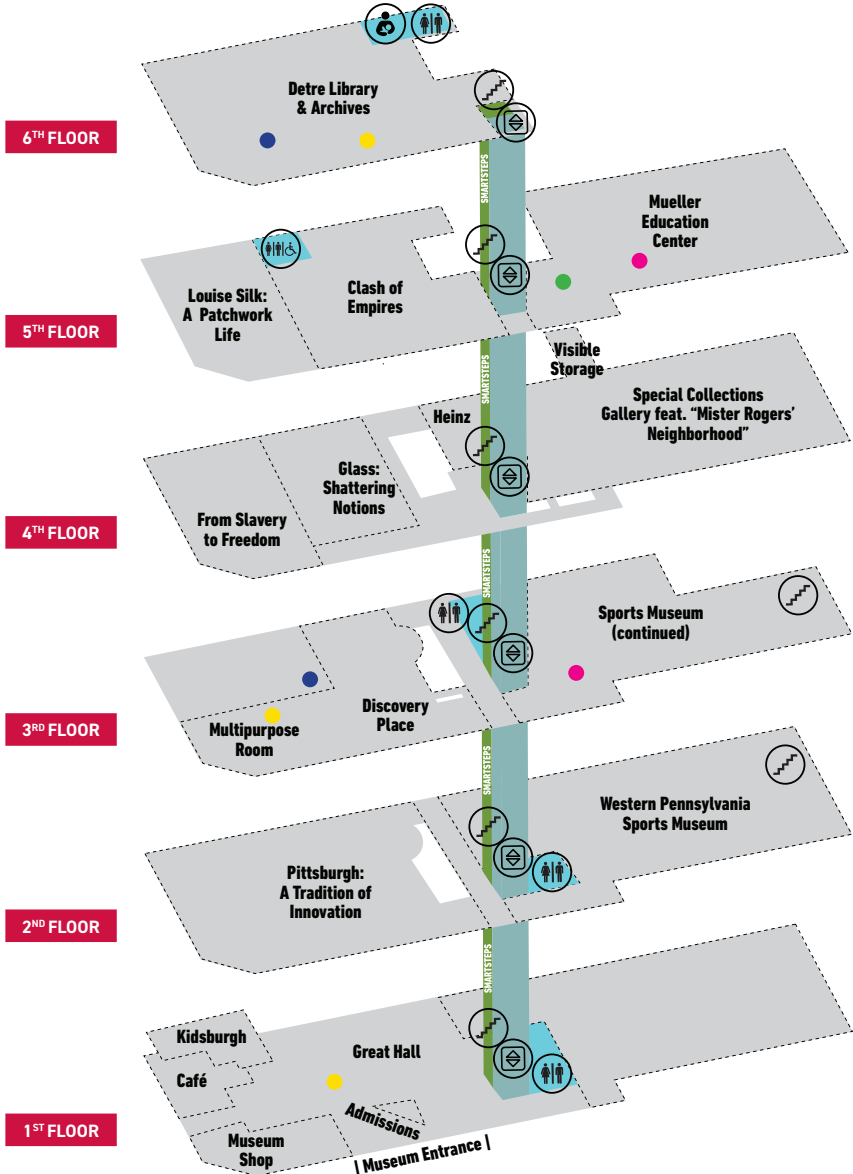 Detre Library
& Archives
6TH FLOOR
SMARTSTEPS
Mueller
Education
Center
Louise Silk:
A Patchwork
Life
Clash of
Empires
5TH FLOOR
SMARTSTEPS
Visible
Storage
Heinz
Special Collections
Gallery feat. “Mister Rogers’
Neighborhood”
Glass:
Shattering
Notions
From Slavery
to Freedom
4TH FLOOR
SMARTSTEPS
Sports Museum
(continued)
Discovery
Place
Multipurpose
Room
3RD FLOOR
SMARTSTEPS
Western Pennsylvania
Sports Museum
Pittsburgh:
A Tradition of
Innovation
2ND FLOOR
SMARTSTEPS
Kidsburgh
Great Hall
Café
Admissions
Museum
Shop
1ST FLOOR
| Museum Entrance |